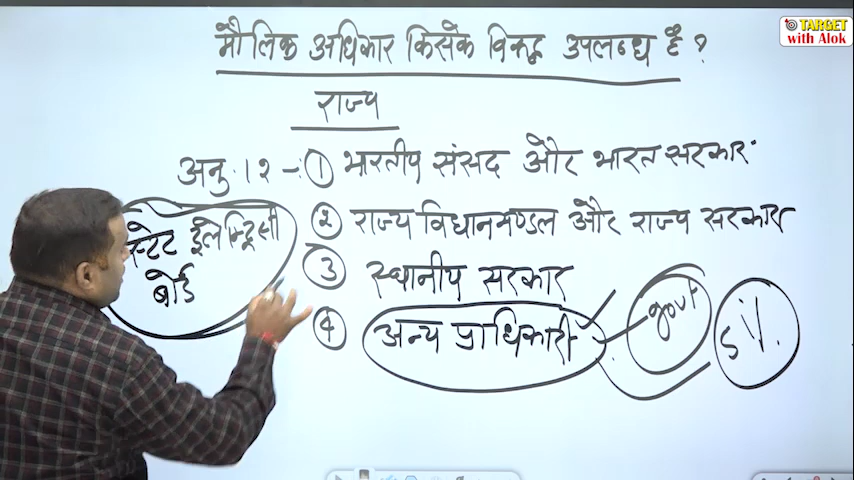 TARGET
with Alok
मौलिक अधिकार किसके विरुद्ध उपलब्ध है?
राज्य
अनु. 12 - ① भारतीय संसद और भारत सरकार
② राज्य विधानमण्डल और राज्य सरकार
③ स्थानीय सरकार
④ अन्य प्राधिकारी
govt
5%
स्टेट इलेक्ट्रिसी
बोर्ड